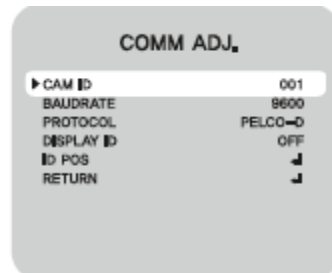 COMM ADJ.
▶CAM ID 001
BAUDRATE 9600
PROTOCOL PELCO-D
DISPLAY ID OFF
ID POS ↲
RETURN ↲